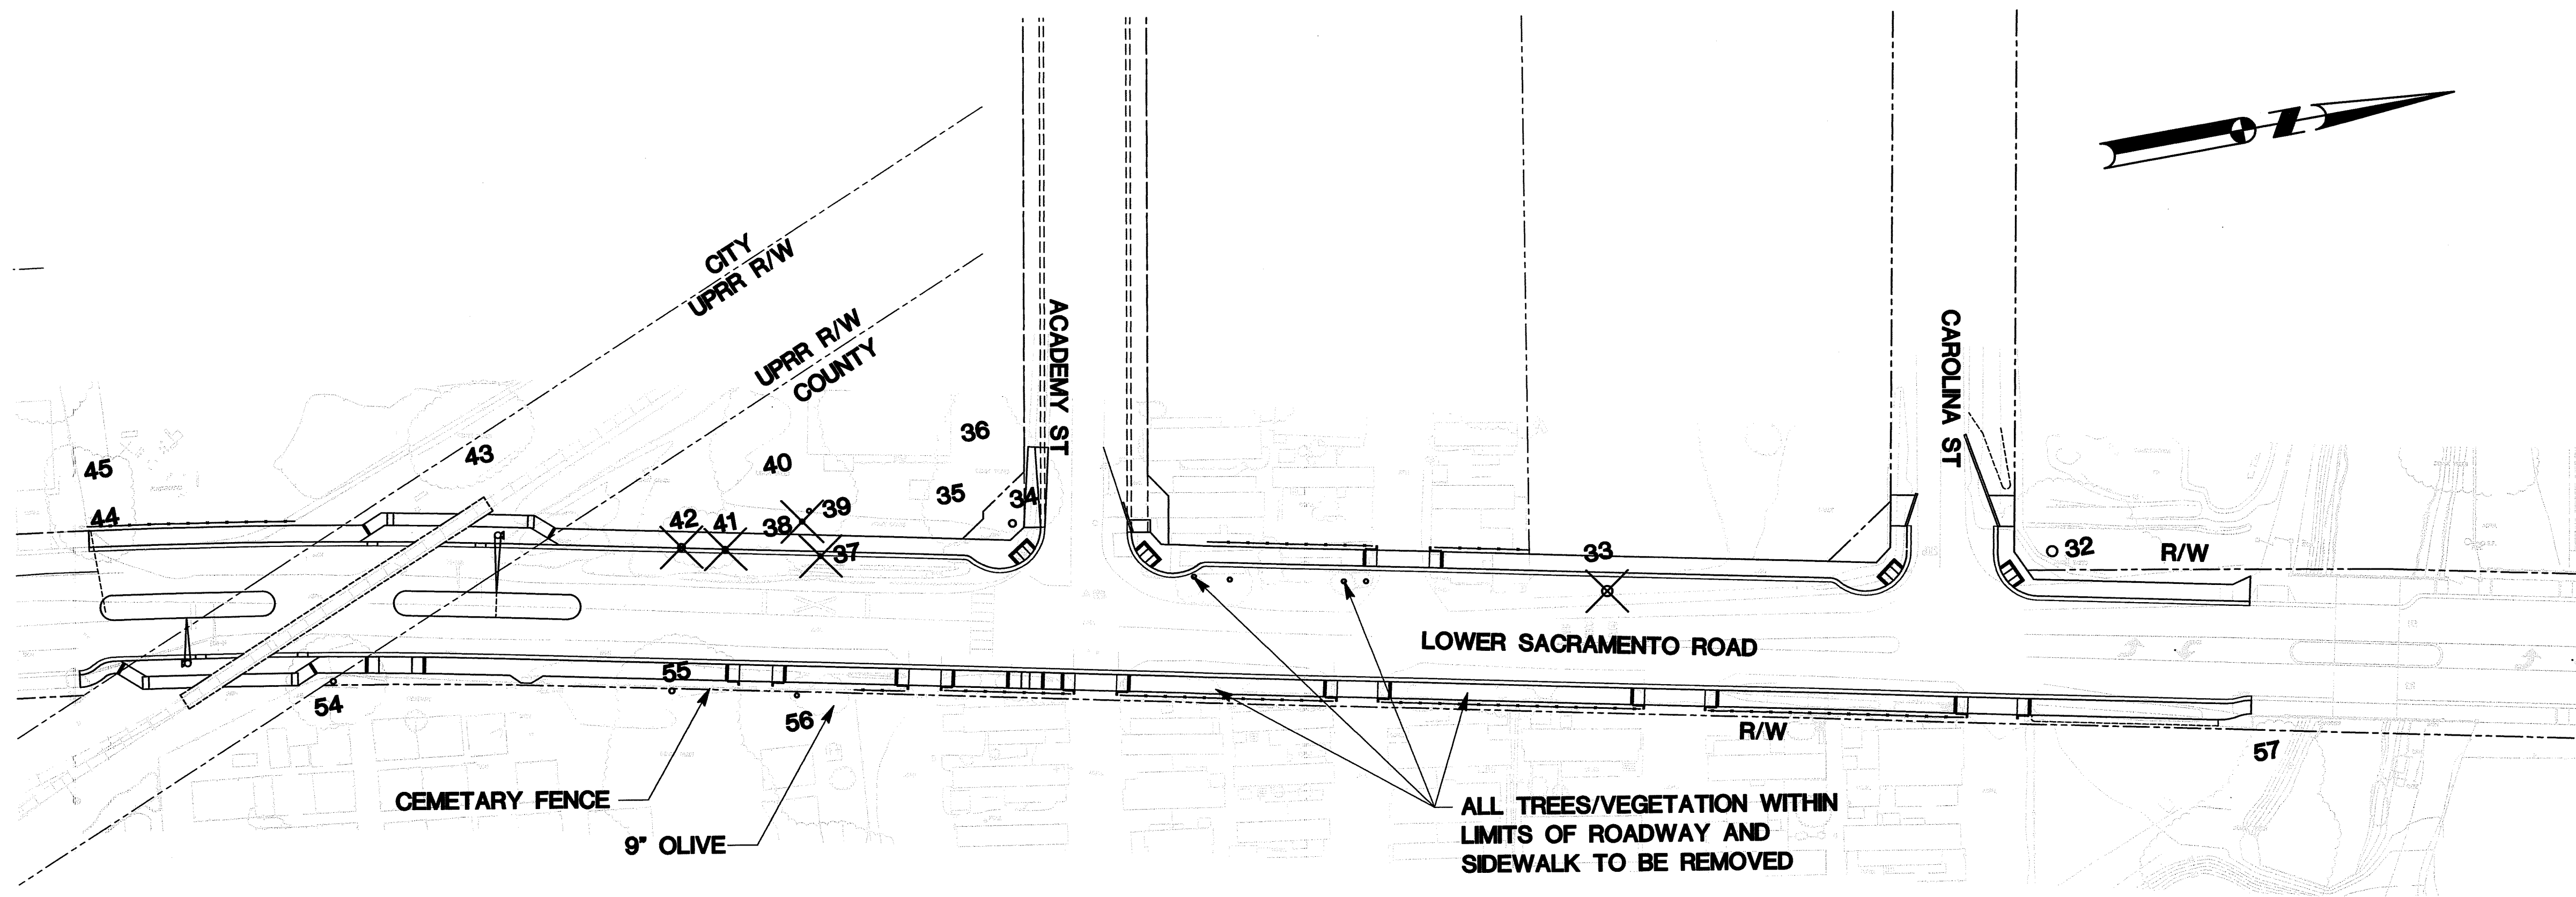 CITY
UPRR R/W
UPRR R/W
COUNTY
ACADEMY ST
CAROLINA ST
N
45
44
43
42
41
40
39
38
37
36
35
34
33
32
R/W
LOWER SACRAMENTO ROAD
54
55
56
57
R/W
CEMETARY FENCE
9" OLIVE
ALL TREES/VEGETATION WITHIN
LIMITS OF ROADWAY AND
SIDEWALK TO BE REMOVED